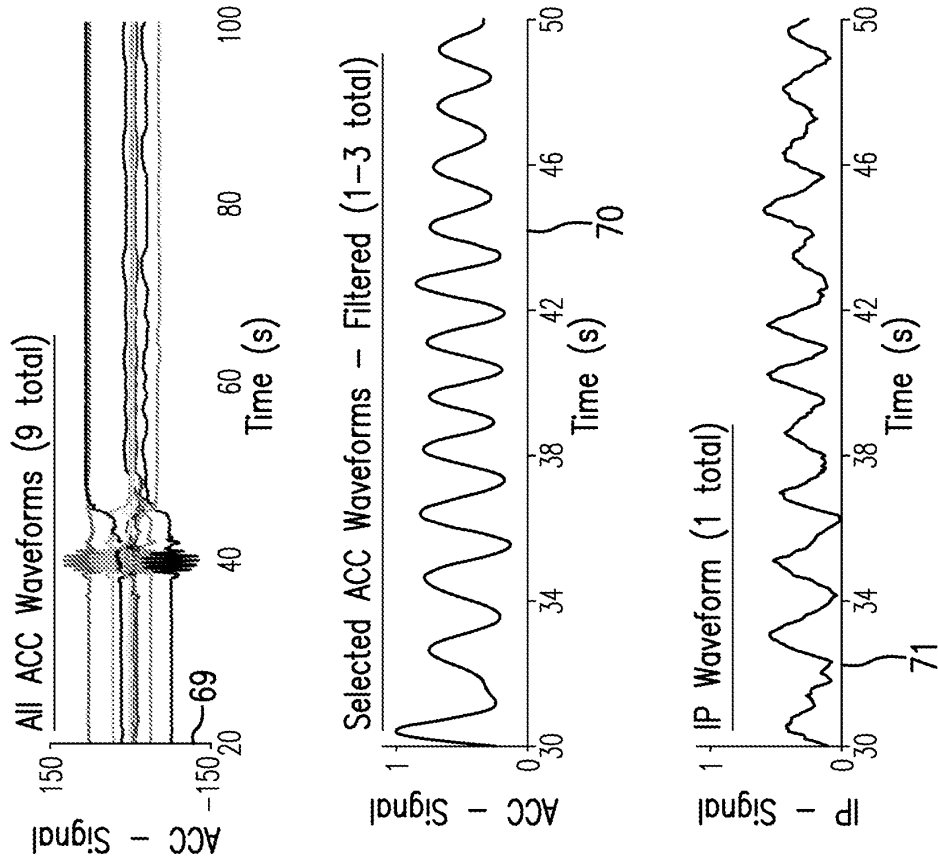 All ACC Waveforms (9 total)
ACC – Signal
150
-150
69
20
40
60
80
100
Time (s)
Selected ACC Waveforms – Filtered (1–3 total)
ACC – Signal
1
0
30
34
38
42
46
50
Time (s)
70
IP Waveform (1 total)
IP – Signal
1
0
30
34
38
42
46
50
Time (s)
71